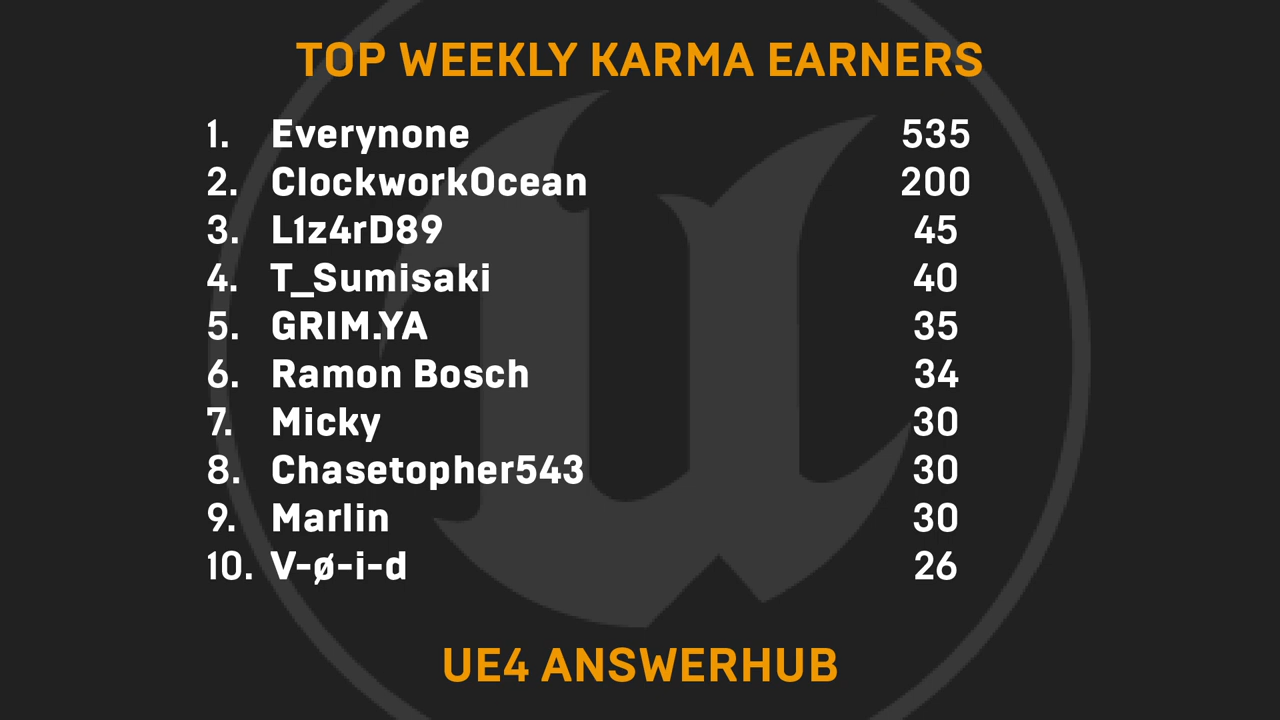 TOP WEEKLY KARMA EARNERS
1. Everynone 535
2. ClockworkOcean 200
3. L1z4rD89 45
4. T_Sumisaki 40
5. GRIM.YA 35
6. Ramon Bosch 34
7. Micky 30
8. Chasetopher543 30
9. Marlin 30
10. V-ø-i-d 26
UE4 ANSWERHUB